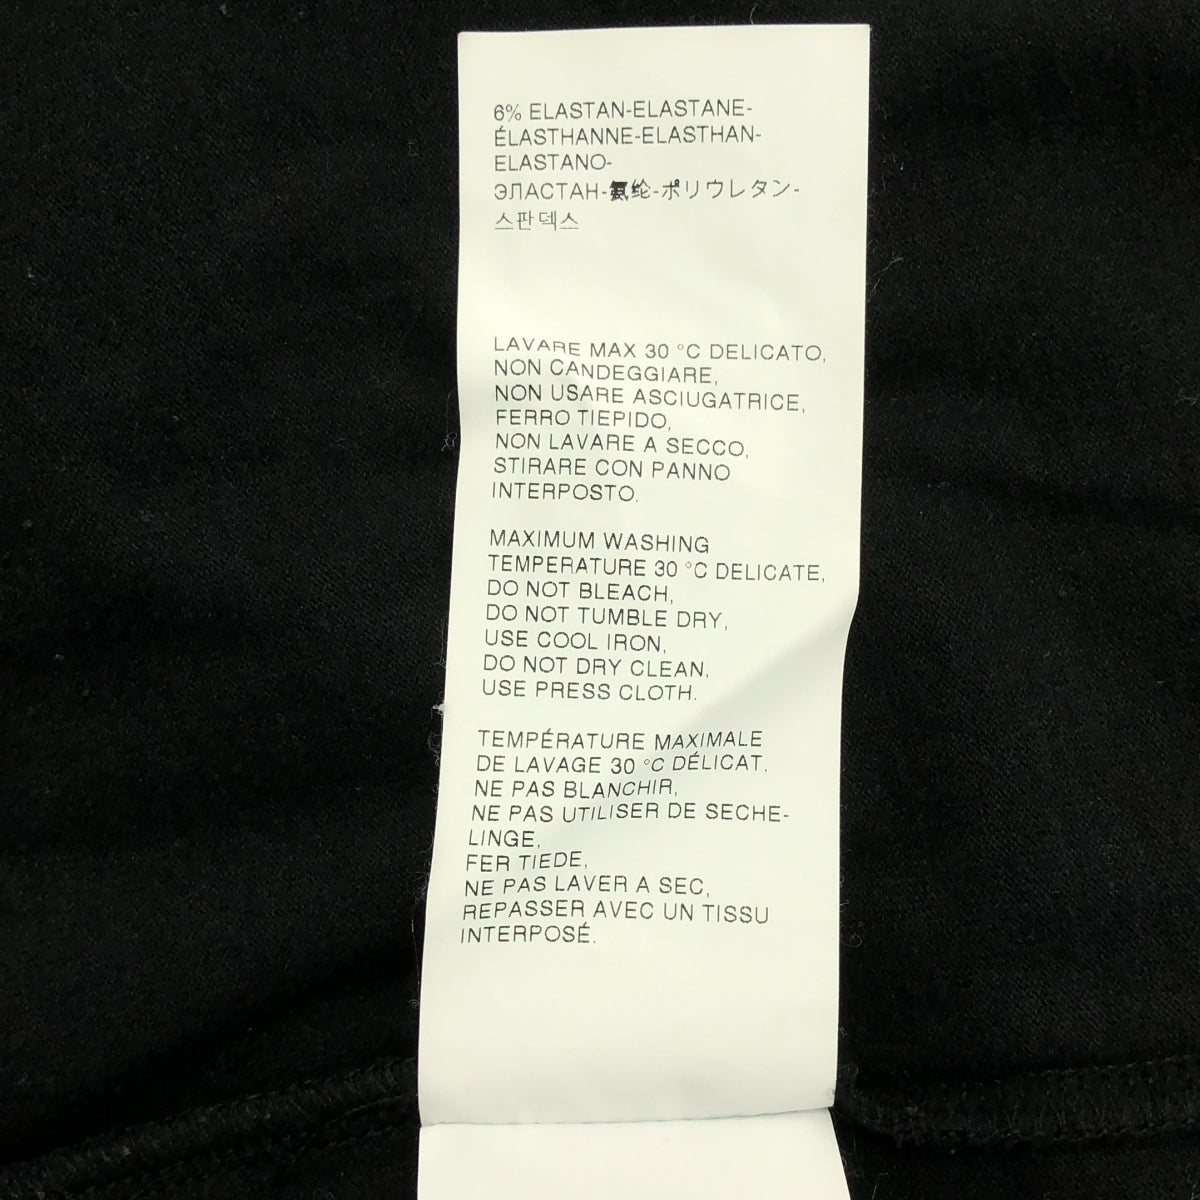 6% ELASTAN-ELASTANE-
ÉLASTHANNE-ELASTHAN-
ELASTANO-
ЭЛАСТАН-氨纶-ポリウレタン-
스판덱스
LAVARE MAX 30 °C DELICATO,
NON CANDEGGIARE,
NON USARE ASCIUGATRICE,
FERRO TIEPIDO,
NON LAVARE A SECCO,
STIRARE CON PANNO
INTERPOSTO.
MAXIMUM WASHING
TEMPERATURE 30 °C DELICATE,
DO NOT BLEACH,
DO NOT TUMBLE DRY,
USE COOL IRON,
DO NOT DRY CLEAN,
USE PRESS CLOTH.
TEMPÉRATURE MAXIMALE
DE LAVAGE 30 °C DÉLICAT,
NE PAS BLANCHIR,
NE PAS UTILISER DE SECHE-
LINGE,
FER TIEDE,
NE PAS LAVER A SEC,
REPASSER AVEC UN TISSU
INTERPOSÉ.